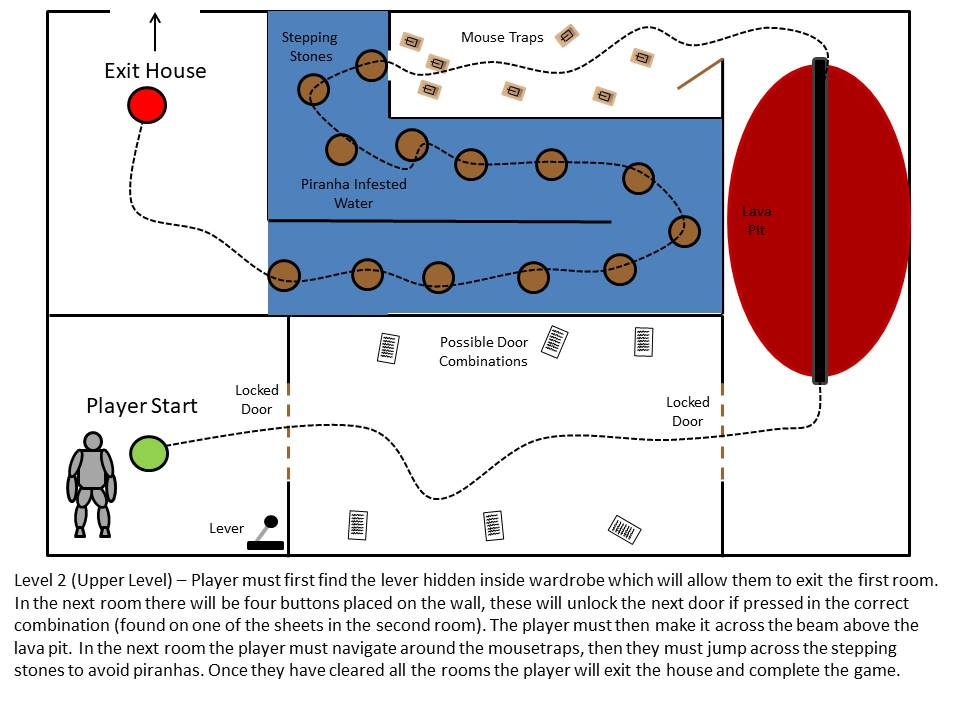 Stepping
Stones
Mouse Traps
Exit House
Piranha Infested
Water
Lava
Pit
Possible Door
Combinations
Locked
Door
Locked
Door
Player Start
Lever
Level 2 (Upper Level) – Player must first find the lever hidden inside wardrobe which will allow them to exit the first room.
In the next room there will be four buttons placed on the wall, these will unlock the next door if pressed in the correct
combination (found on one of the sheets in the second room). The player must then make it across the beam above the
lava pit. In the next room the player must navigate around the mousetraps, then they must jump across the stepping
stones to avoid piranhas. Once they have cleared all the rooms the player will exit the house and complete the game.